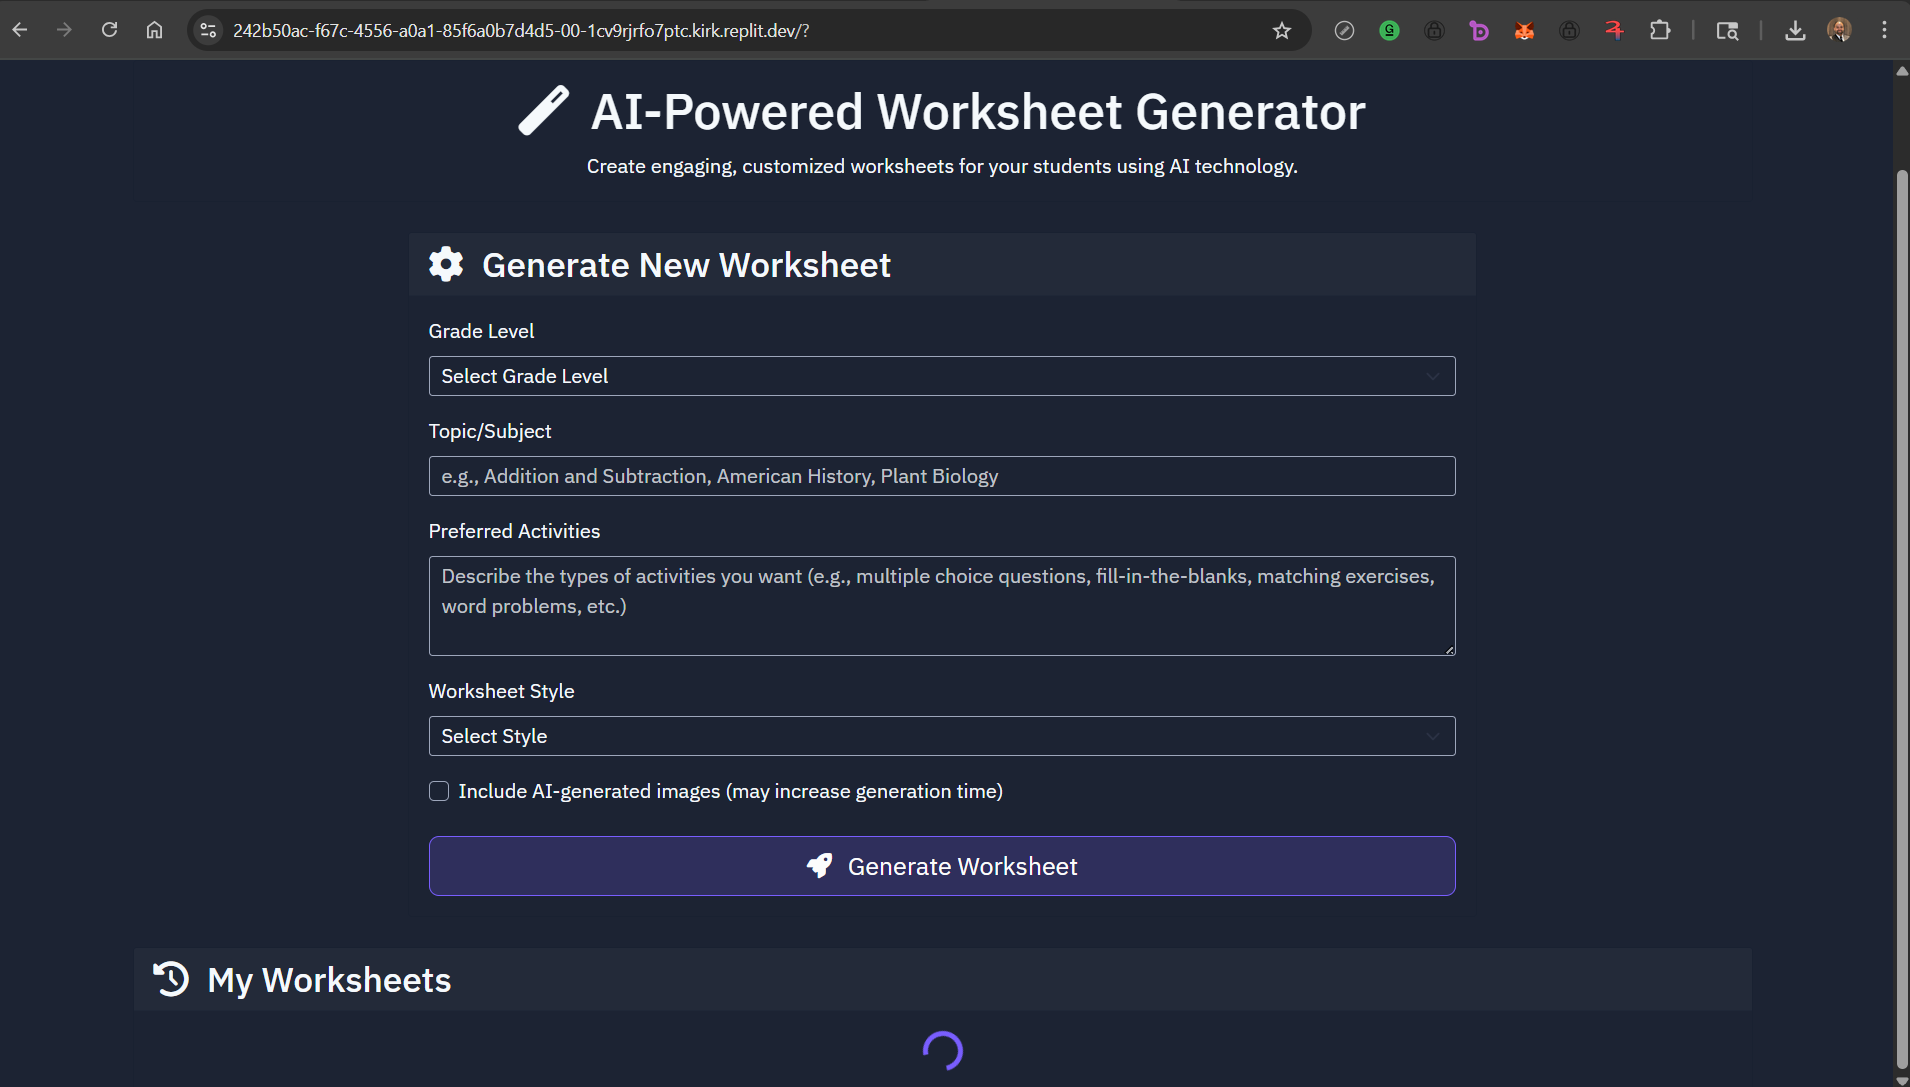 242b50ac-f67c-4556-a0a1-85f6a0b7d4d5-00-1cv9rjrfo7ptc.kirk.replit.dev/?
AI-Powered Worksheet Generator
Create engaging, customized worksheets for your students using AI technology.
Generate New Worksheet
Grade Level
Select Grade Level
Topic/Subject
e.g., Addition and Subtraction, American History, Plant Biology
Preferred Activities
Describe the types of activities you want (e.g., multiple choice questions, fill-in-the-blanks, matching exercises,
word problems, etc.)
Worksheet Style
Select Style
Include AI-generated images (may increase generation time)
Generate Worksheet
My Worksheets